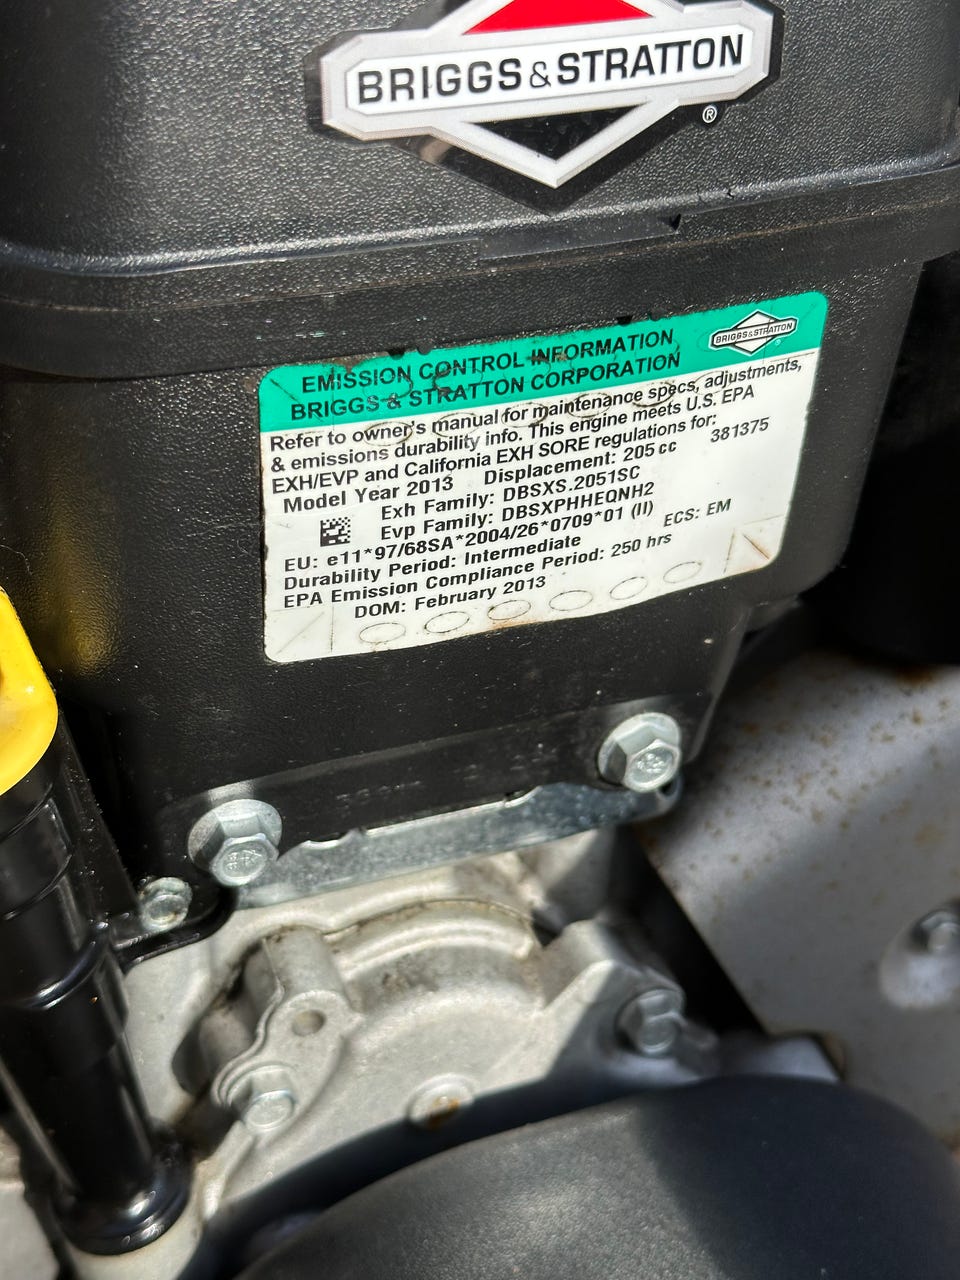 BRIGGS & STRATTON
®
EMISSION CONTROL INFORMATION
BRIGGS & STRATTON CORPORATION
BRIGGS&STRATTON
Refer to owner's manual for maintenance specs, adjustments,
& emissions durability info. This engine meets U.S. EPA
EXH/EVP and California EXH SORE regulations for:
Model Year 2013 Displacement: 205 cc 381375
Exh Family: DBSXS.2051SC
Evp Family: DBSXPHHEQNH2
EU: e11*97/68SA*2004/26*0709*01 (II) ECS: EM
Durability Period: Intermediate
EPA Emission Compliance Period: 250 hrs
DOM: February 2013